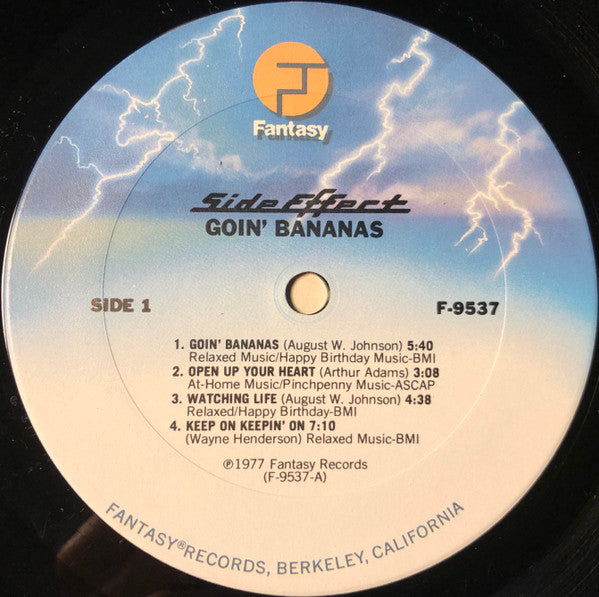 Fantasy
Side Effect
GOIN' BANANAS
SIDE 1
F-9537
1. GOIN' BANANAS (August W. Johnson) 5:40
Relaxed Music/Happy Birthday Music-BMI
2. OPEN UP YOUR HEART (Arthur Adams) 3:08
At-Home Music/Pinchpenny Music-ASCAP
3. WATCHING LIFE (August W. Johnson) 4:38
Relaxed/Happy Birthday-BMI
4. KEEP ON KEEPIN' ON 7:10
(Wayne Henderson) Relaxed Music-BMI
℗1977 Fantasy Records
(F-9537-A)
FANTASY®RECORDS, BERKELEY, CALIFORNIA